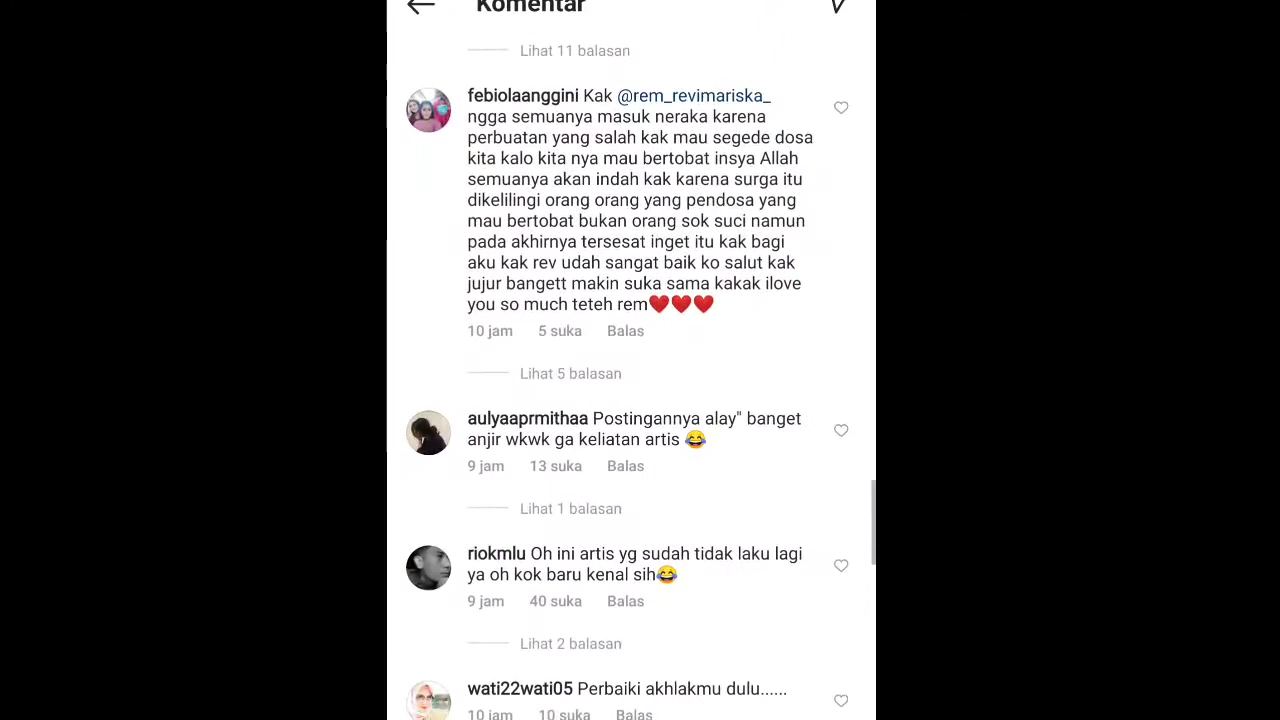 Komentar
Lihat 11 balasan
febiolaanggini Kak @rem_revimariska_
ngga semuanya masuk neraka karena
perbuatan yang salah kak mau segede dosa
kita kalo kita nya mau bertobat insya Allah
semuanya akan indah kak karena surga itu
dikelilingi orang orang yang pendosa yang
mau bertobat bukan orang sok suci namun
pada akhirnya tersesat inget itu kak bagi
aku kak rev udah sangat baik ko salut kak
jujur bangett makin suka sama kakak ilove
you so much teteh rem❤️❤️❤️
10 jam 5 suka Balas
Lihat 5 balasan
aulyaaprmithaa Postingannya alay" banget
anjir wkwk ga keliatan artis 😂
9 jam 13 suka Balas
Lihat 1 balasan
riokmlu Oh ini artis yg sudah tidak laku lagi
ya oh kok baru kenal sih😂
9 jam 40 suka Balas
Lihat 2 balasan
wati22wati05 Perbaiki akhlakmu dulu......
10 jam 10 suka Balas